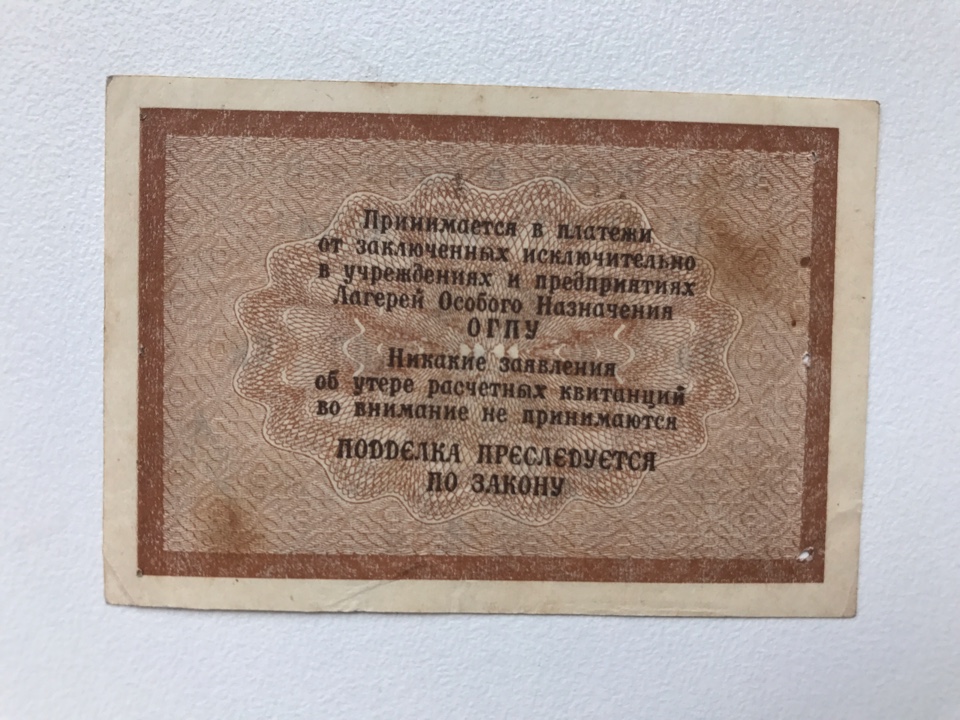 Принимается в платежи
от заключенных исключительно
в учреждениях и предприятиях
Лагерей Особого Назначения
ОГПУ
Никакие заявления
об утере расчетных квитанций
во внимание не принимаются
ПОДДЕЛКА ПРЕСЛЕДУЕТСЯ
ПО ЗАКОНУ